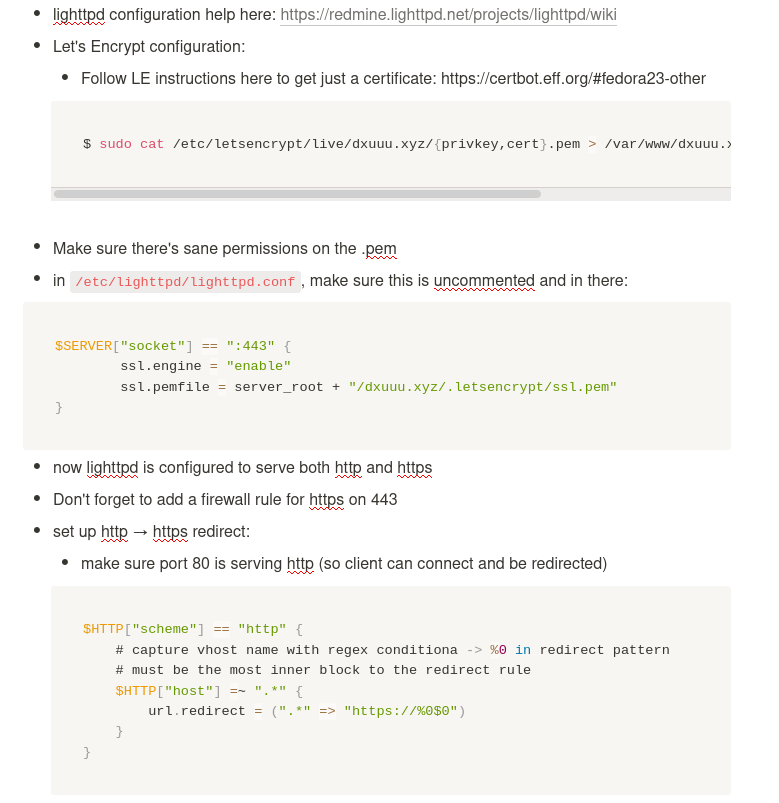 lighttpd configuration help here: https://redmine.lighttpd.net/projects/lighttpd/wiki
Let's Encrypt configuration:
Follow LE instructions here to get just a certificate: https://certbot.eff.org/#fedora23-other
$ sudo cat /etc/letsencrypt/live/dxuuu.xyz/{privkey,cert}.pem > /var/www/dxuuu.x
Make sure there's sane permissions on the .pem
in /etc/lighttpd/lighttpd.conf, make sure this is uncommented and in there:
$SERVER["socket"] == ":443" {
        ssl.engine = "enable"
        ssl.pemfile = server_root + "/dxuuu.xyz/.letsencrypt/ssl.pem"
}
now lighttpd is configured to serve both http and https
Don't forget to add a firewall rule for https on 443
set up http → https redirect:
make sure port 80 is serving http (so client can connect and be redirected)
$HTTP["scheme"] == "http" {
    # capture vhost name with regex conditiona -> %0 in redirect pattern
    # must be the most inner block to the redirect rule
    $HTTP["host"] =~ ".*" {
        url.redirect = (".*" => "https://%0$0")
    }
}